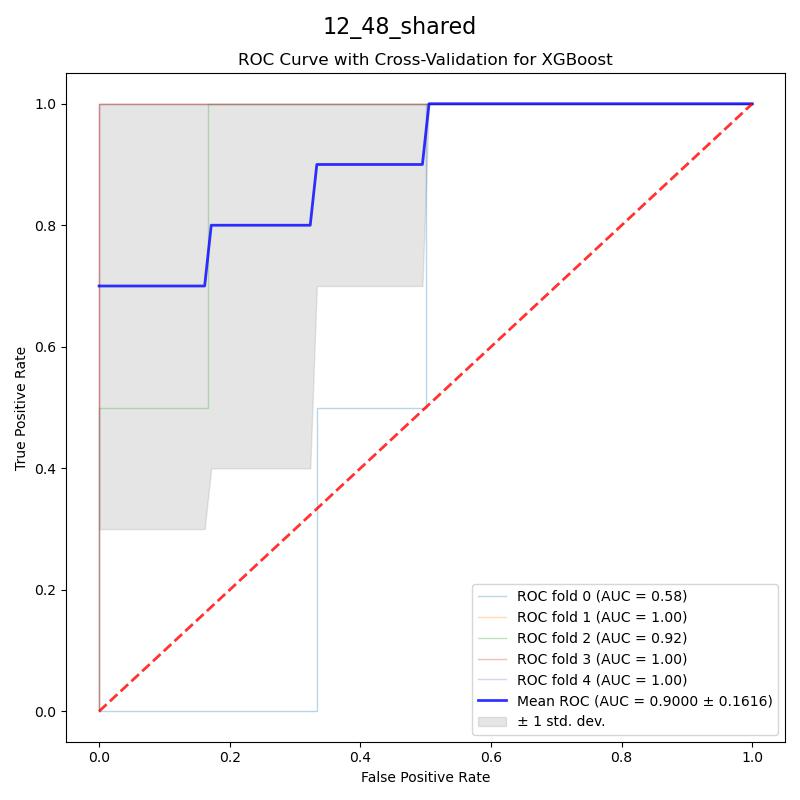 12_48_shared
ROC Curve with Cross-Validation for XGBoost
True Positive Rate
1.0
0.8
0.6
0.4
0.2
0.0
ROC fold 0 (AUC = 0.58)
ROC fold 1 (AUC = 1.00)
ROC fold 2 (AUC = 0.92)
ROC fold 3 (AUC = 1.00)
ROC fold 4 (AUC = 1.00)
Mean ROC (AUC = 0.9000 ± 0.1616)
± 1 std. dev.
0.0 0.2 0.4 0.6 0.8 1.0
False Positive Rate